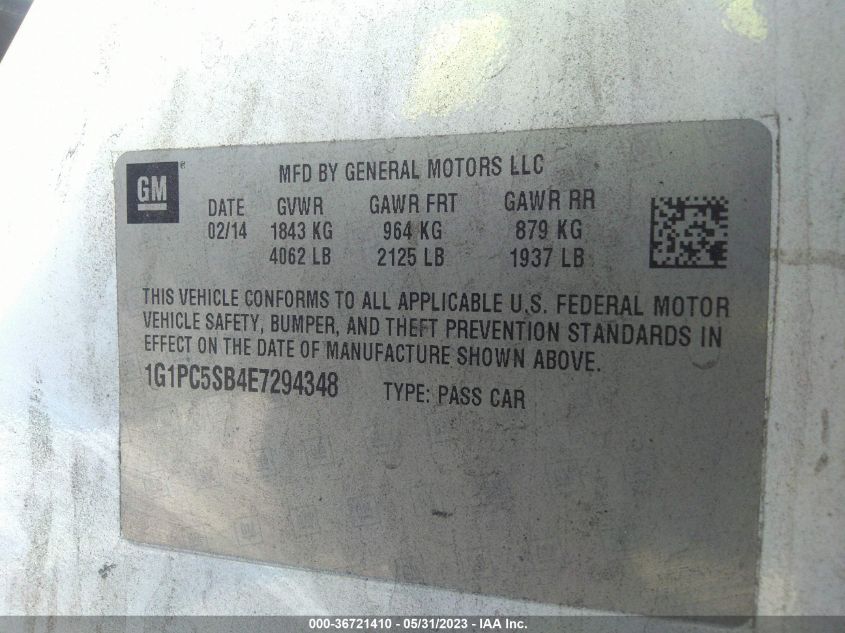 GM
MFD BY GENERAL MOTORS LLC
DATE GVWR GAWR FRT GAWR RR
02/14 1843 KG 964 KG 879 KG
4062 LB 2125 LB 1937 LB
THIS VEHICLE CONFORMS TO ALL APPLICABLE U.S. FEDERAL MOTOR
VEHICLE SAFETY, BUMPER, AND THEFT PREVENTION STANDARDS IN
EFFECT ON THE DATE OF MANUFACTURE SHOWN ABOVE.
1G1PC5SB4E7294348 TYPE: PASS CAR
000-36721410 - 05/31/2023 - IAA Inc.